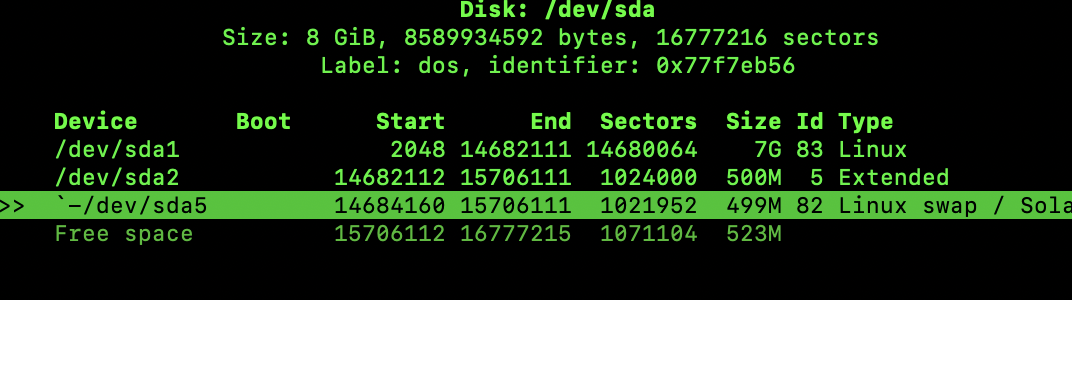 Disk: /dev/sda
Size: 8 GiB, 8589934592 bytes, 16777216 sectors
Label: dos, identifier: 0x77f7eb56
Device Boot Start End Sectors Size Id Type
/dev/sda1 2048 14682111 14680064 7G 83 Linux
/dev/sda2 14682112 15706111 1024000 500M 5 Extended
>> `-/dev/sda5 14684160 15706111 1021952 499M 82 Linux swap / Sola
Free space 15706112 16777215 1071104 523M